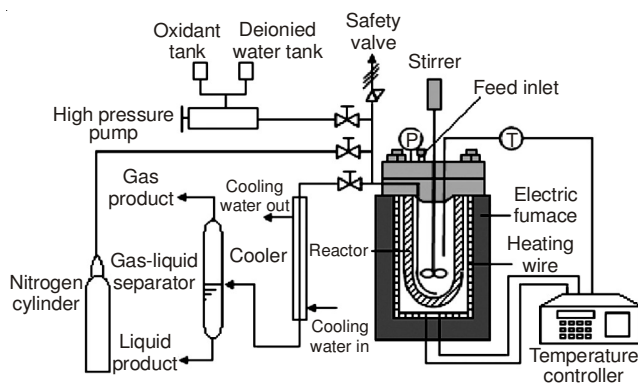 Oxidant
tank
Deionied
water tank
Safety
valve
Stirrer
Feed inlet
High pressure
pump
P
T
Gas
product
Cooling
water out
Electric
fumace
Gas-liquid
separator
Cooler
Reactor
Heating
wire
Nitrogen
cylinder
Cooling
water in
Liquid
product
Temperature
controller